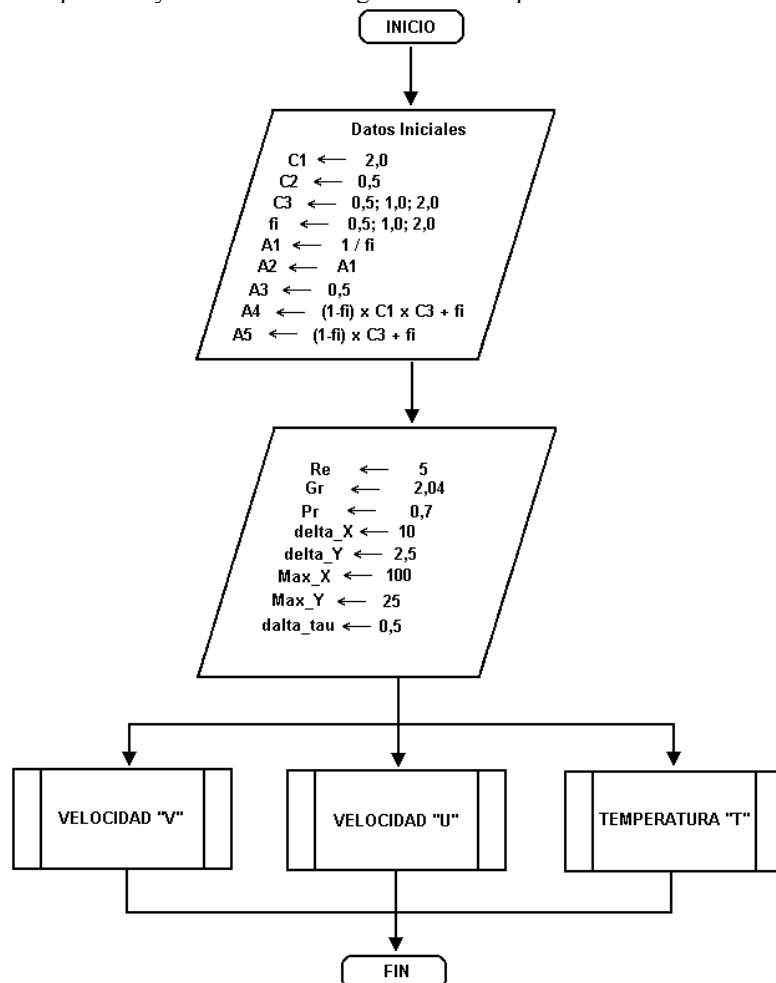 INICIO
Datos Iniciales
C1 ← 2,0
C2 ← 0,5
C3 ← 0,5; 1,0; 2,0
fi ← 0,5; 1,0; 2,0
A1 ← 1 / fi
A2 ← A1
A3 ← 0,5
A4 ← (1-fi) x C1 x C3 + fi
A5 ← (1-fi) x C3 + fi
Re ← 5
Gr ← 2,04
Pr ← 0,7
delta_X ← 10
delta_Y ← 2,5
Max_X ← 100
Max_Y ← 25
dalta_tau ← 0,5
VELOCIDAD "V"
VELOCIDAD "U"
TEMPERATURA "T"
FIN